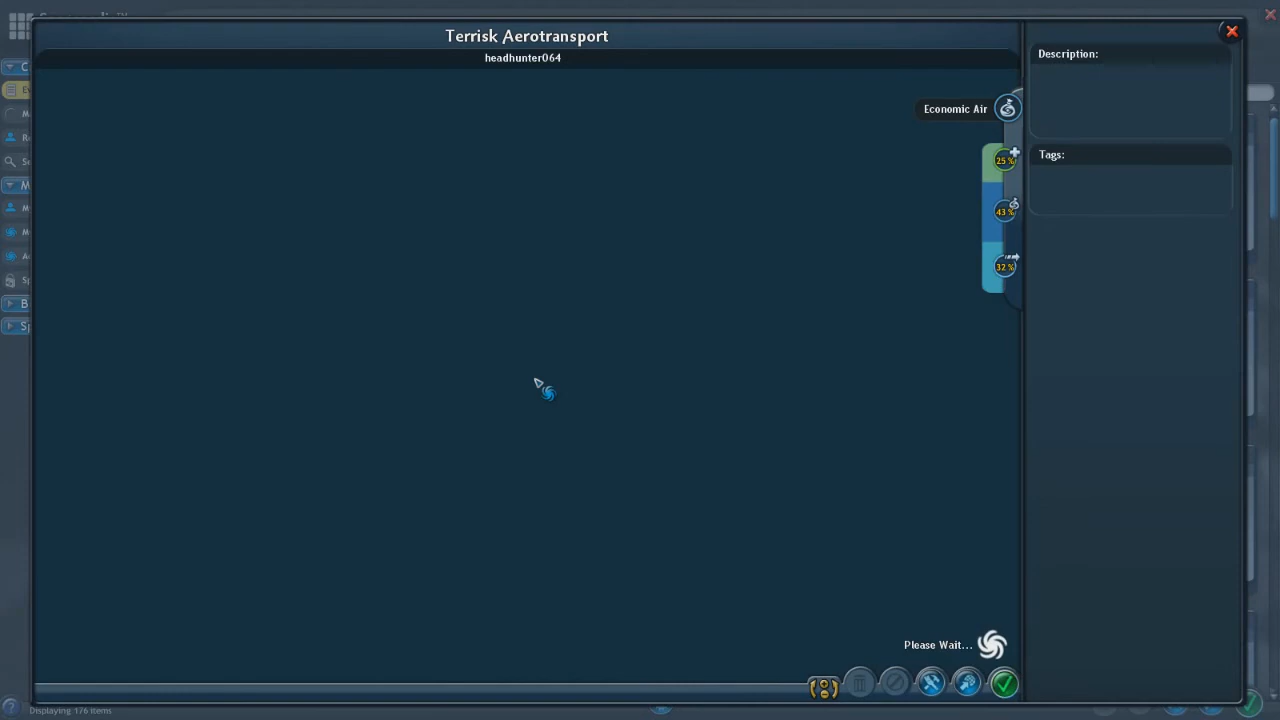 Terrisk Aerotransport
headhunter064
Description:
Economic Air
Tags:
25 %
43 %
32 %
Please Wait...
Displaying 176 items